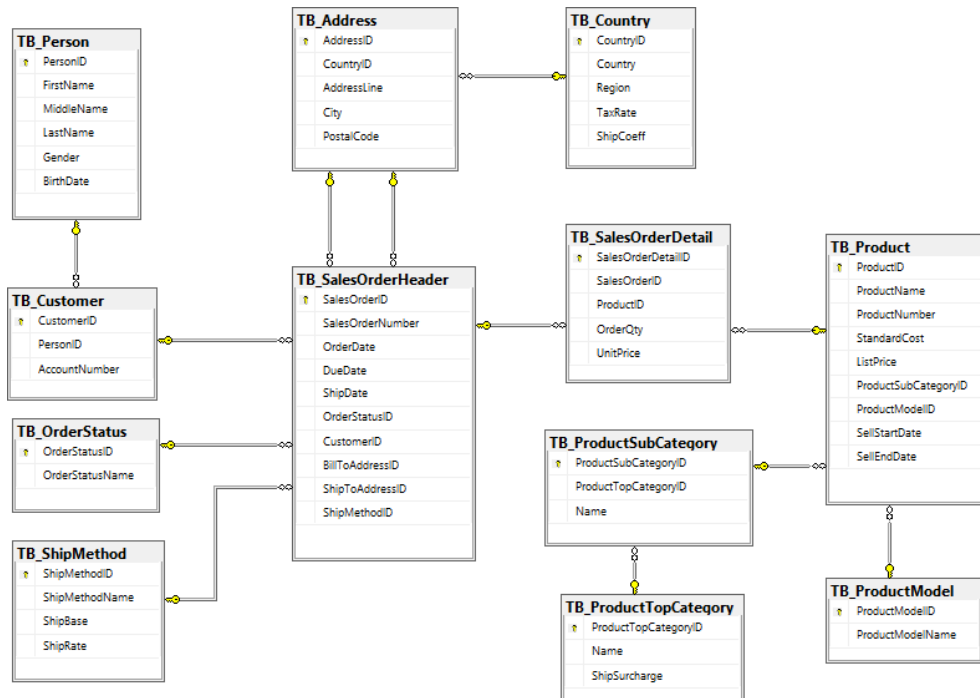 TB_Person
PersonID
FirstName
MiddleName
LastName
Gender
BirthDate
TB_Address
AddressID
CountryID
AddressLine
City
PostalCode
TB_Country
CountryID
Country
Region
TaxRate
ShipCoeff
TB_Customer
CustomerID
PersonID
AccountNumber
TB_SalesOrderHeader
SalesOrderID
SalesOrderNumber
OrderDate
DueDate
ShipDate
OrderStatusID
CustomerID
BillToAddressID
ShipToAddressID
ShipMethodID
TB_SalesOrderDetail
SalesOrderDetailID
SalesOrderID
ProductID
OrderQty
UnitPrice
TB_Product
ProductID
ProductName
ProductNumber
StandardCost
ListPrice
ProductSubCategoryID
ProductModelID
SellStartDate
SellEndDate
TB_OrderStatus
OrderStatusID
OrderStatusName
TB_ShipMethod
ShipMethodID
ShipMethodName
ShipBase
ShipRate
TB_ProductSubCategory
ProductSubCategoryID
ProductTopCategoryID
Name
TB_ProductTopCategory
ProductTopCategoryID
Name
ShipSurcharge
TB_ProductModel
ProductModelID
ProductModelName